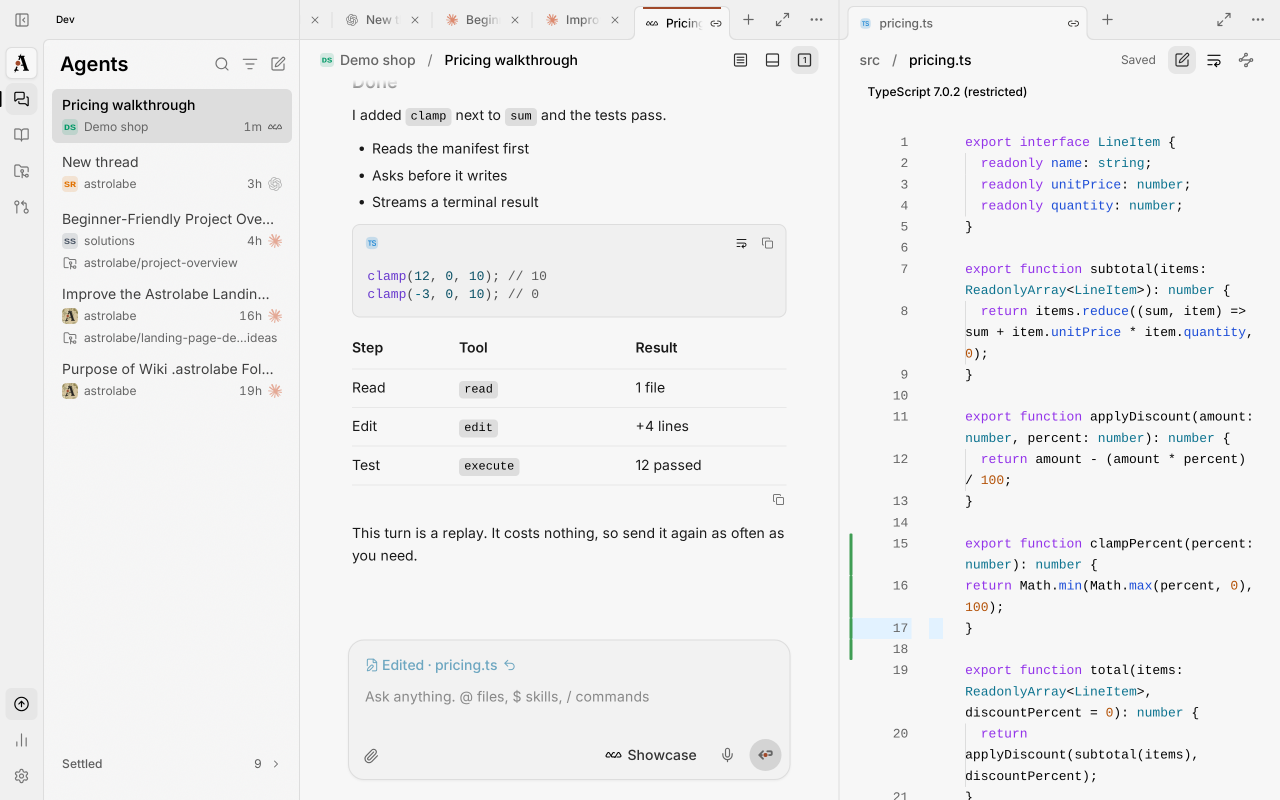 Dev
Agents
Pricing walkthrough
DS Demo shop 1m
New thread
SR astrolabe 3h
Beginner-Friendly Project Ove...
SS solutions 4h
astrolabe/project-overview
Improve the Astrolabe Landin...
A astrolabe 16h
astrolabe/landing-page-de...ideas
Purpose of Wiki .astrolabe Fol...
A astrolabe 19h
Settled 9
New t
Begin
Impro
Pricing
DS Demo shop / Pricing walkthrough
1
Done
I added clamp next to sum and the tests pass.
• Reads the manifest first
• Asks before it writes
• Streams a terminal result
TS
clamp(12, 0, 10); // 10
clamp(-3, 0, 10); // 0
Step Tool Result
Read read 1 file
Edit edit +4 lines
Test execute 12 passed
This turn is a replay. It costs nothing, so send it again as often as
you need.
Edited · pricing.ts
Ask anything. @ files, $ skills, / commands
Showcase
TS pricing.ts
src / pricing.ts Saved
TypeScript 7.0.2 (restricted)
1 export interface LineItem {
2 readonly name: string;
3 readonly unitPrice: number;
4 readonly quantity: number;
5 }
6
7 export function subtotal(items:
ReadonlyArray<LineItem>): number {
8 return items.reduce((sum, item) =>
sum + item.unitPrice * item.quantity,
0);
9 }
10
11 export function applyDiscount(amount:
number, percent: number): number {
12 return amount - (amount * percent)
/ 100;
13 }
14
15 export function clampPercent(percent:
number): number {
16 return Math.min(Math.max(percent, 0),
100);
17 }
18
19 export function total(items:
ReadonlyArray<LineItem>,
discountPercent = 0): number {
20 return
applyDiscount(subtotal(items),
discountPercent);
21 }